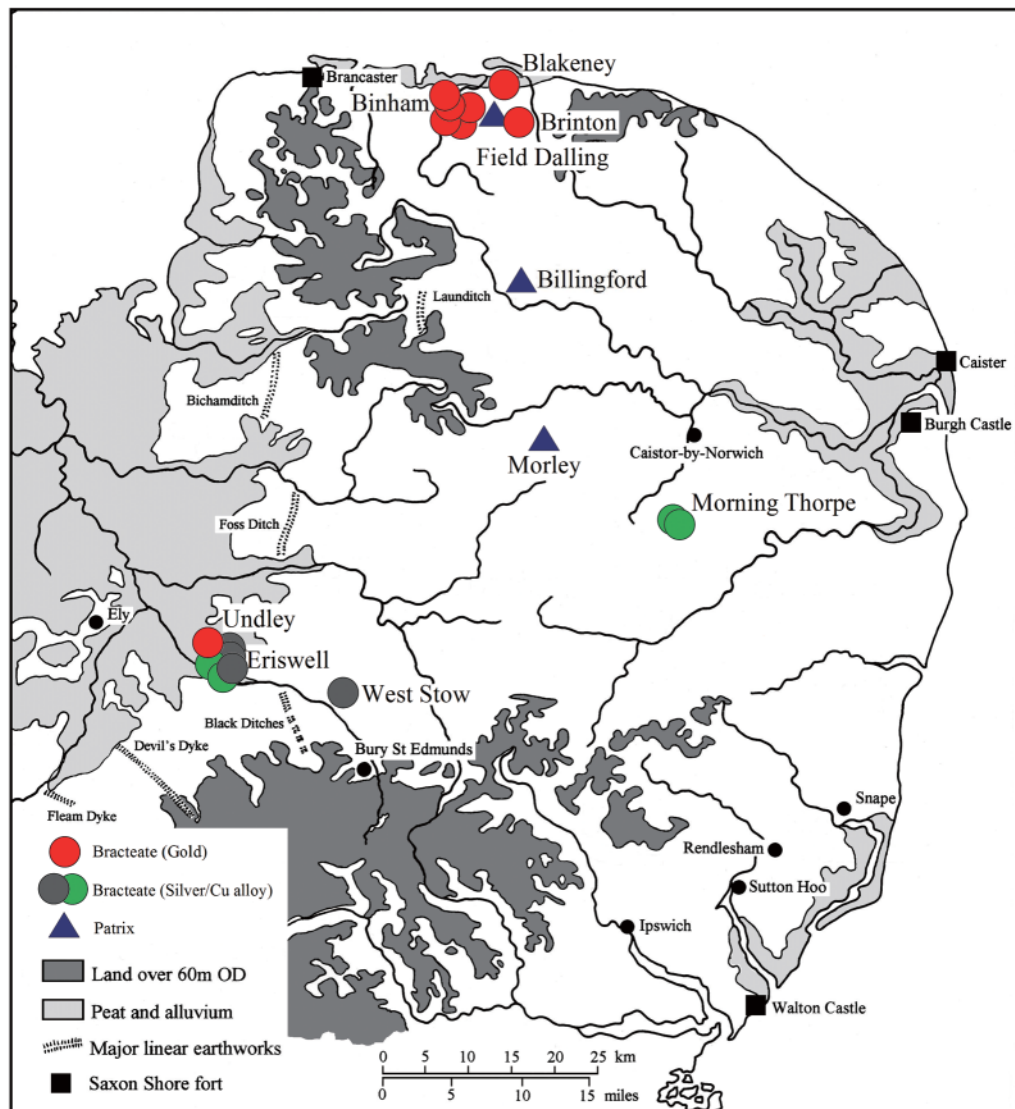 Blakeney
Brancaster
Binham
Brinton
Field Dalling
Billingford
Launditch
Caister
Bichamditch
Burgh Castle
Caistor-by-Norwich
Morley
Morning Thorpe
Foss Ditch
Ely
Undley
Eriswell
West Stow
Black Ditches
Devil's Dyke
Bury St Edmunds
Snape
Fleam Dyke
Rendlesham
Bracteate (Gold)
Bracteate (Silver/Cu alloy)
Sutton Hoo
Patrix
Ipswich
Land over 60m OD
Peat and alluvium
Walton Castle
Major linear earthworks
0 5 10 15 20 25 km
Saxon Shore fort
0 5 10 15 miles